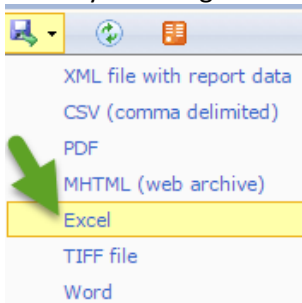 XML file with report data
CSV (comma delimited)
PDF
MHTML (web archive)
Excel
TIFF file
Word